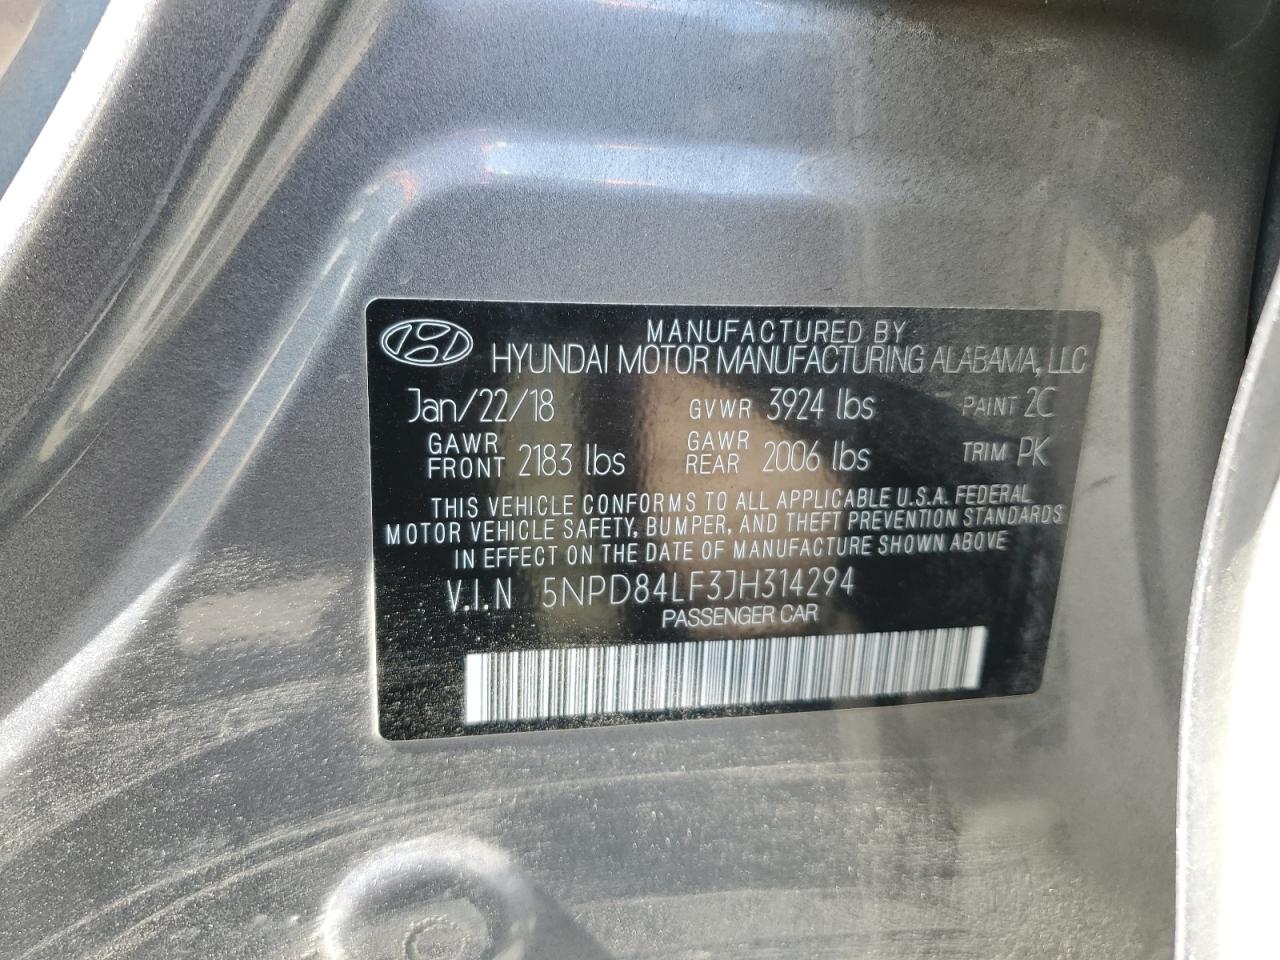 MANUFACTURED BY
HYUNDAI MOTOR MANUFACTURING ALABAMA, LLC
Jan/22/18 GVWR 3924 lbs PAINT 2C
GAWR FRONT 2183 lbs GAWR REAR 2006 lbs TRIM PK
THIS VEHICLE CONFORMS TO ALL APPLICABLE U.S.A. FEDERAL
MOTOR VEHICLE SAFETY, BUMPER, AND THEFT PREVENTION STANDARDS
IN EFFECT ON THE DATE OF MANUFACTURE SHOWN ABOVE
V.I.N 5NPD84LF3JH314294
PASSENGER CAR